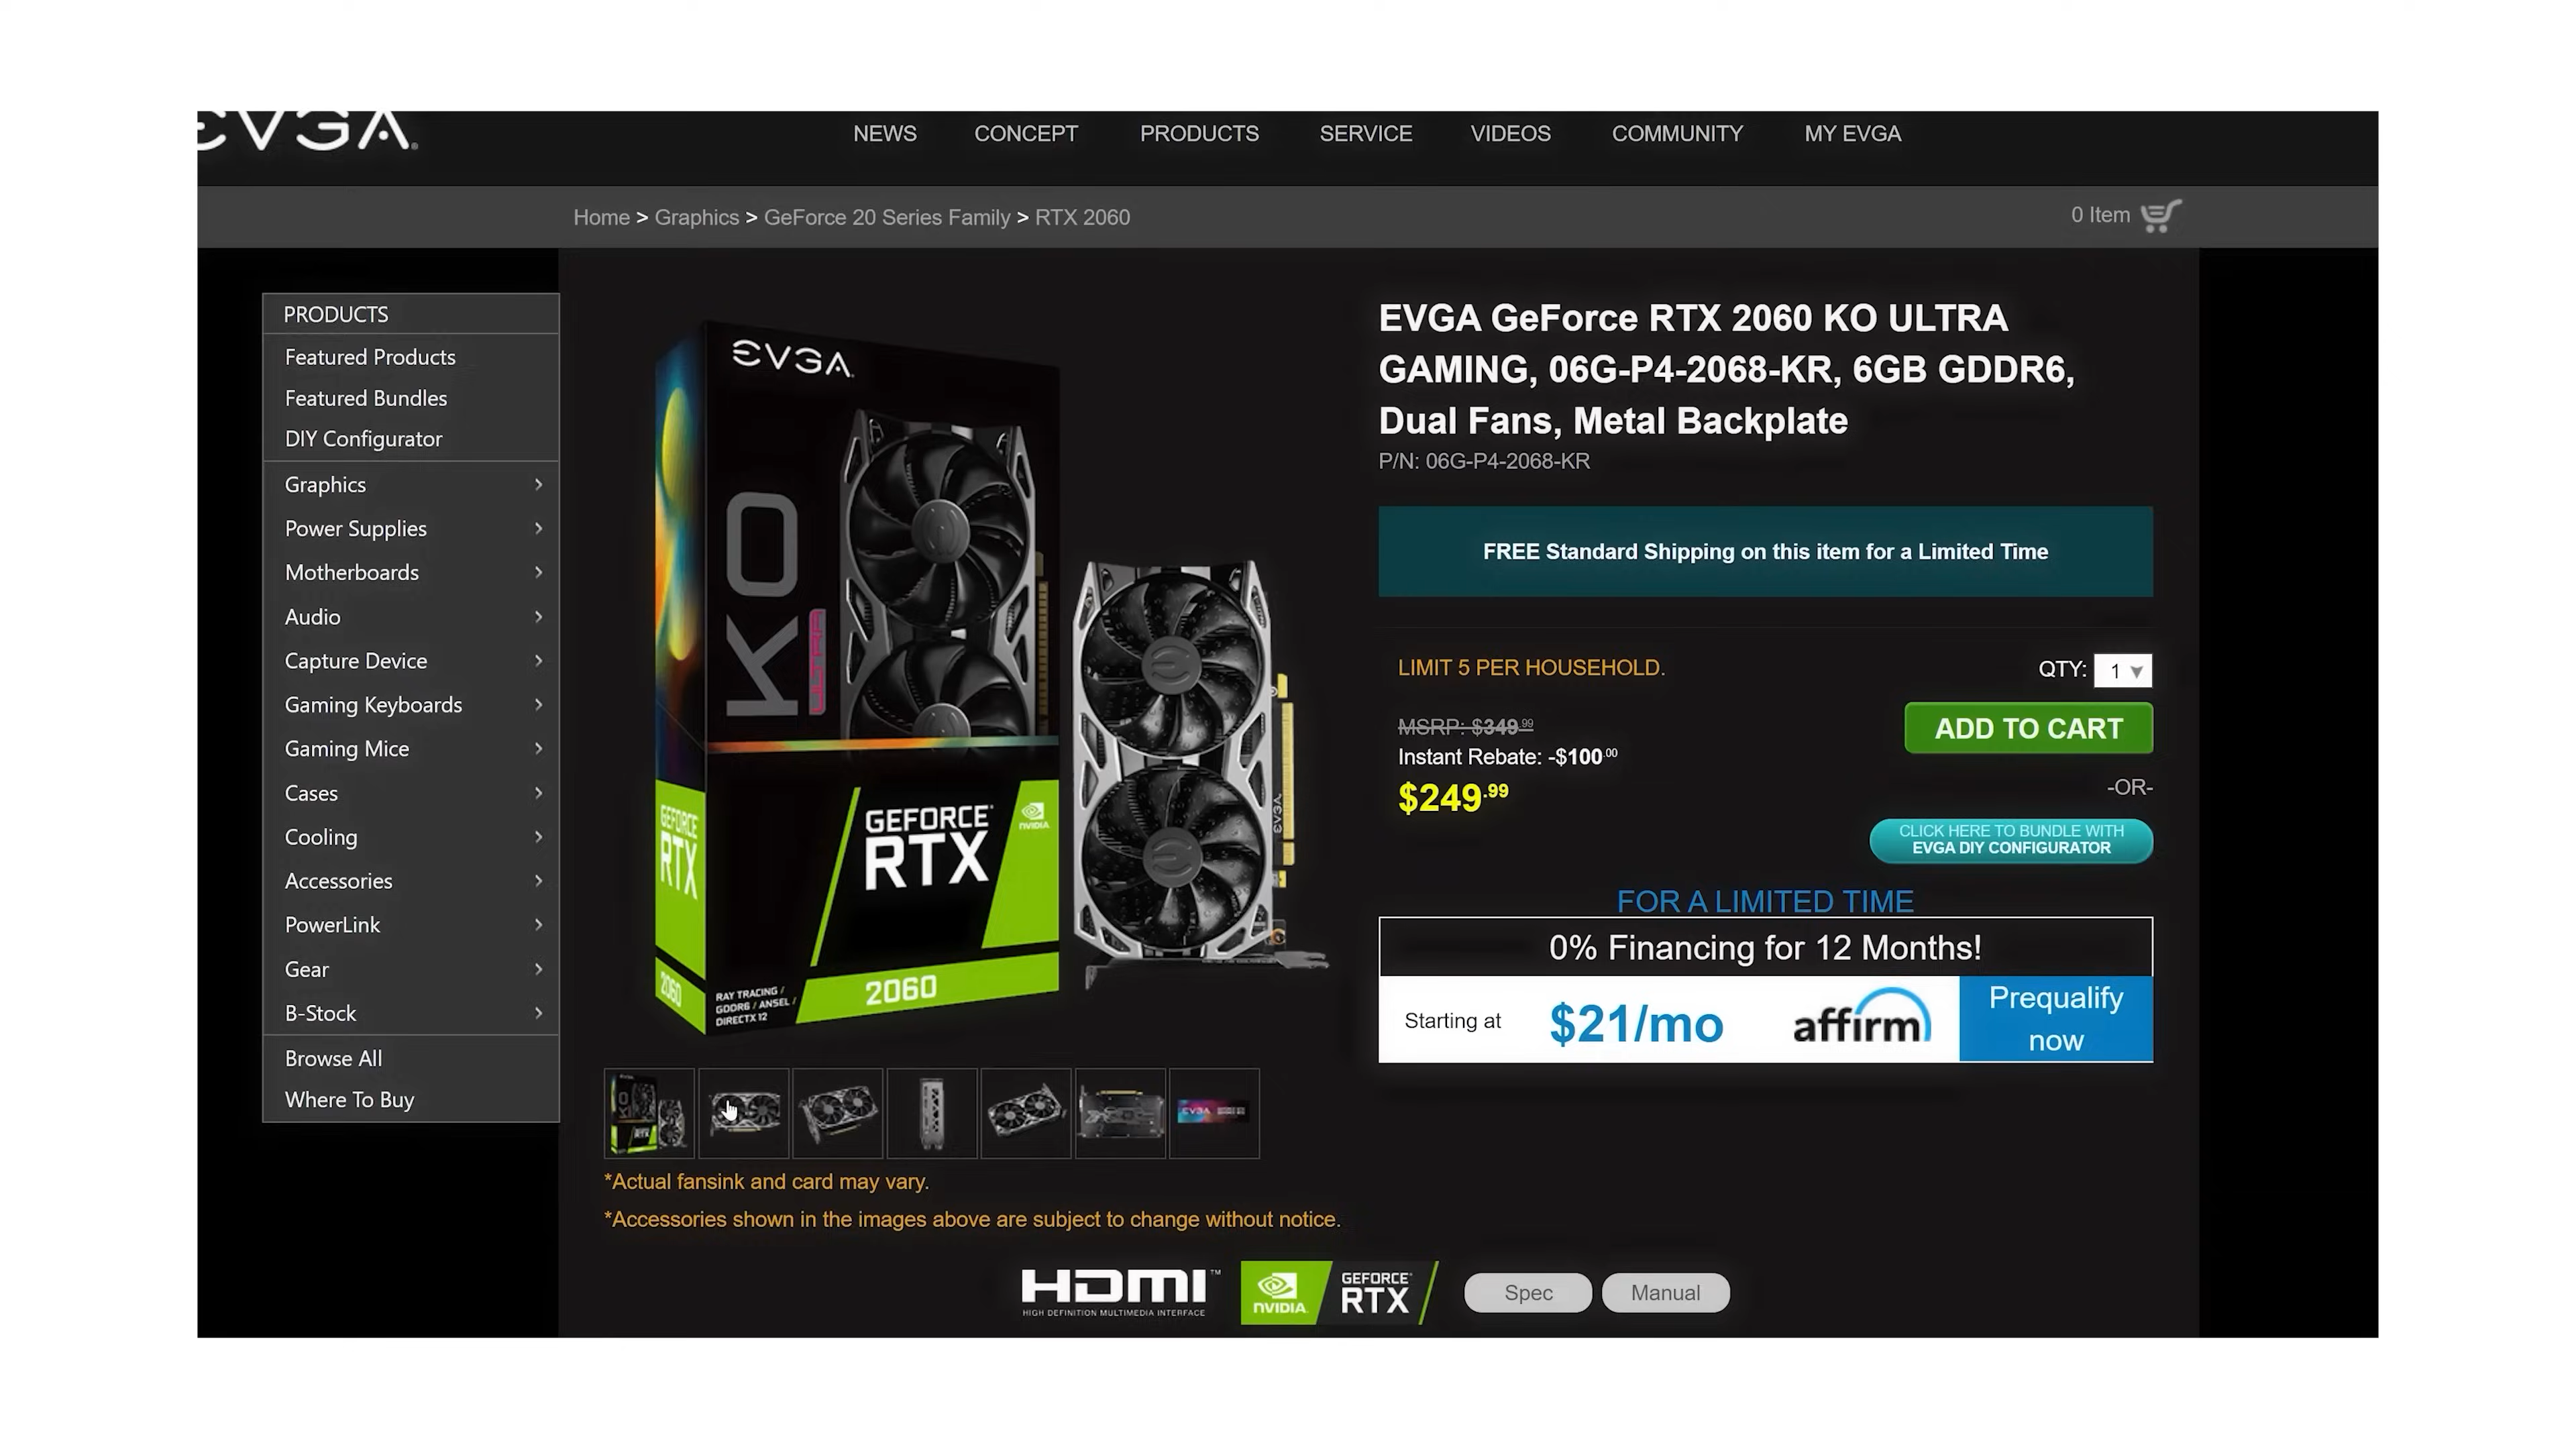 EVGA
NEWS CONCEPT PRODUCTS SERVICE VIDEOS COMMUNITY MY EVGA
Home > Graphics > GeForce 20 Series Family > RTX 2060
0 Item
PRODUCTS
Featured Products
Featured Bundles
DIY Configurator
Graphics
Power Supplies
Motherboards
Audio
Capture Device
Gaming Keyboards
Gaming Mice
Cases
Cooling
Accessories
PowerLink
Gear
B-Stock
Browse All
Where To Buy
EVGA
KO
ULTRA
GEFORCE
RTX
2060
GEFORCE
RTX
NVIDIA
2060
RAY TRACING /
GDDR6 / ANSEL /
DIRECTX 12
EVGA
EVGA GeForce RTX 2060 KO ULTRA
GAMING, 06G-P4-2068-KR, 6GB GDDR6,
Dual Fans, Metal Backplate
P/N: 06G-P4-2068-KR
FREE Standard Shipping on this item for a Limited Time
LIMIT 5 PER HOUSEHOLD.
QTY: 1
MSRP: $349.99
Instant Rebate: -$100.00
$249.99
ADD TO CART
-OR-
CLICK HERE TO BUNDLE WITH
EVGA DIY CONFIGURATOR
FOR A LIMITED TIME
0% Financing for 12 Months!
Starting at $21/mo affirm
Prequalify
now
*Actual fansink and card may vary.
*Accessories shown in the images above are subject to change without notice.
HDMI™
HIGH DEFINITION MULTIMEDIA INTERFACE
NVIDIA
GEFORCE
RTX
Spec
Manual